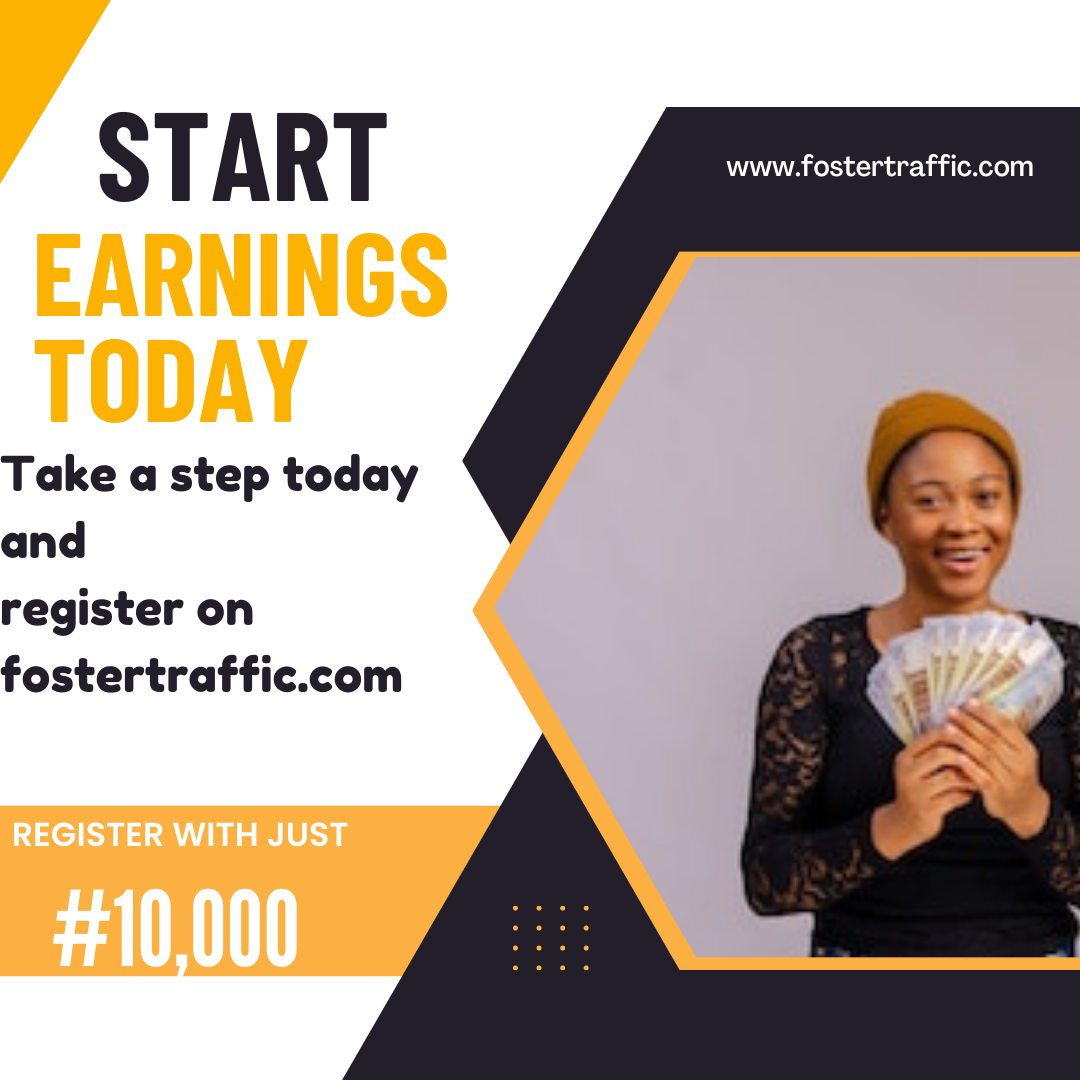 START
EARNINGS
TODAY
Take a step today
and
register on
fostertraffic.com
REGISTER WITH JUST
#10,000
www.fostertraffic.com